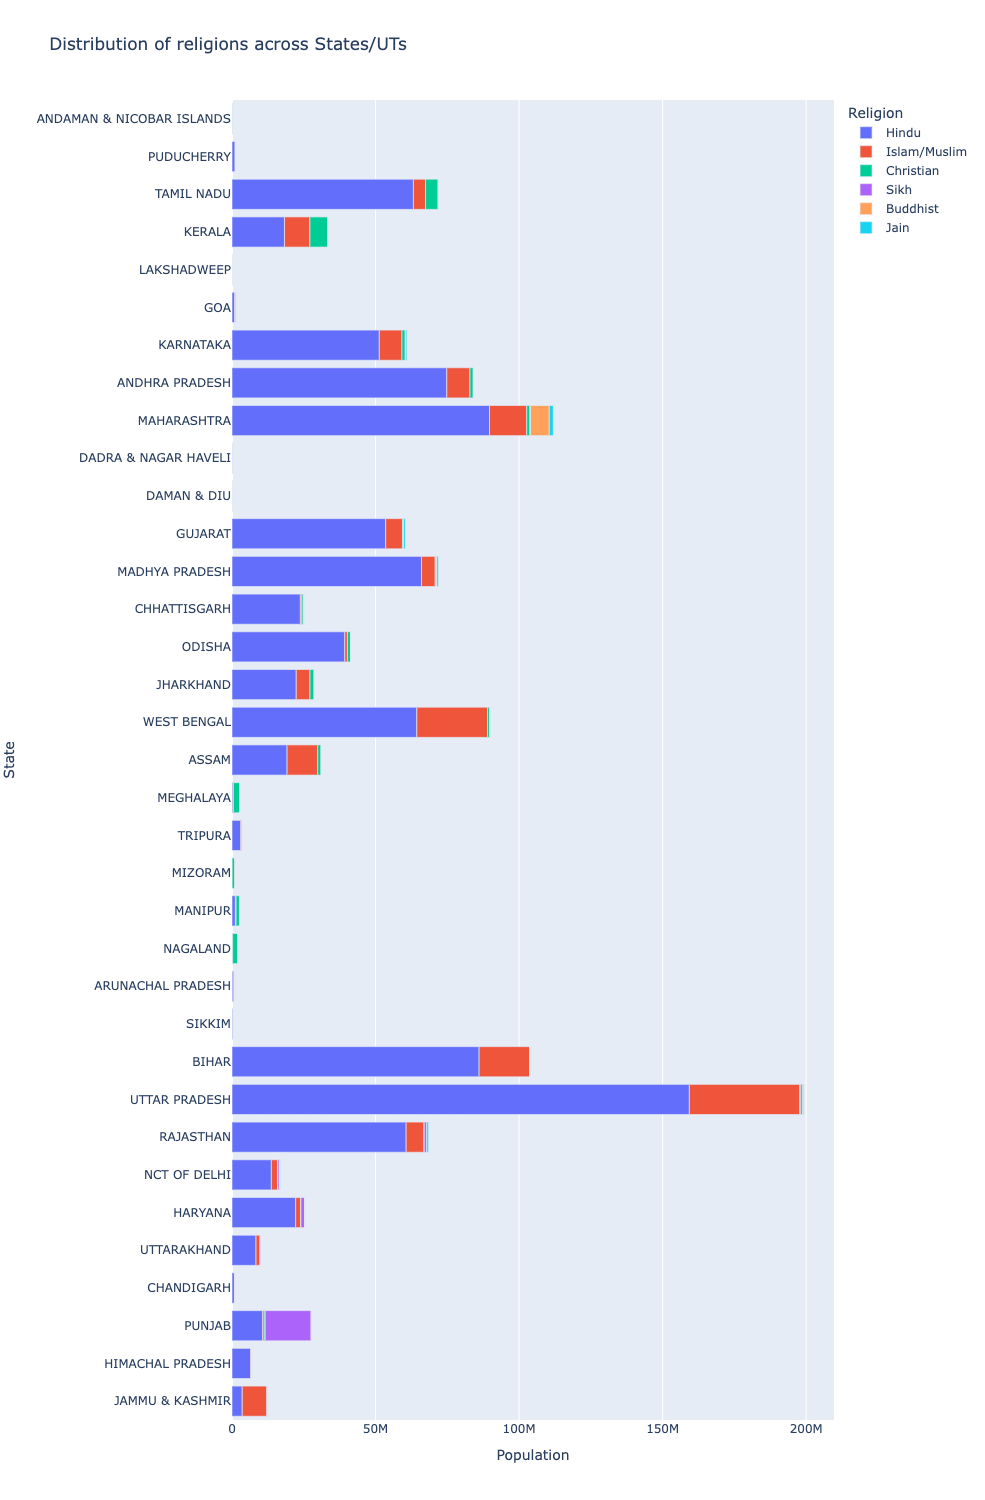 Distribution of religions across States/UTs
Religion
Hindu
Islam/Muslim
Christian
Sikh
Buddhist
Jain
State
ANDAMAN & NICOBAR ISLANDS
PUDUCHERRY
TAMIL NADU
KERALA
LAKSHADWEEP
GOA
KARNATAKA
ANDHRA PRADESH
MAHARASHTRA
DADRA & NAGAR HAVELI
DAMAN & DIU
GUJARAT
MADHYA PRADESH
CHHATTISGARH
ODISHA
JHARKHAND
WEST BENGAL
ASSAM
MEGHALAYA
TRIPURA
MIZORAM
MANIPUR
NAGALAND
ARUNACHAL PRADESH
SIKKIM
BIHAR
UTTAR PRADESH
RAJASTHAN
NCT OF DELHI
HARYANA
UTTARAKHAND
CHANDIGARH
PUNJAB
HIMACHAL PRADESH
JAMMU & KASHMIR
0 50M 100M 150M 200M
Population